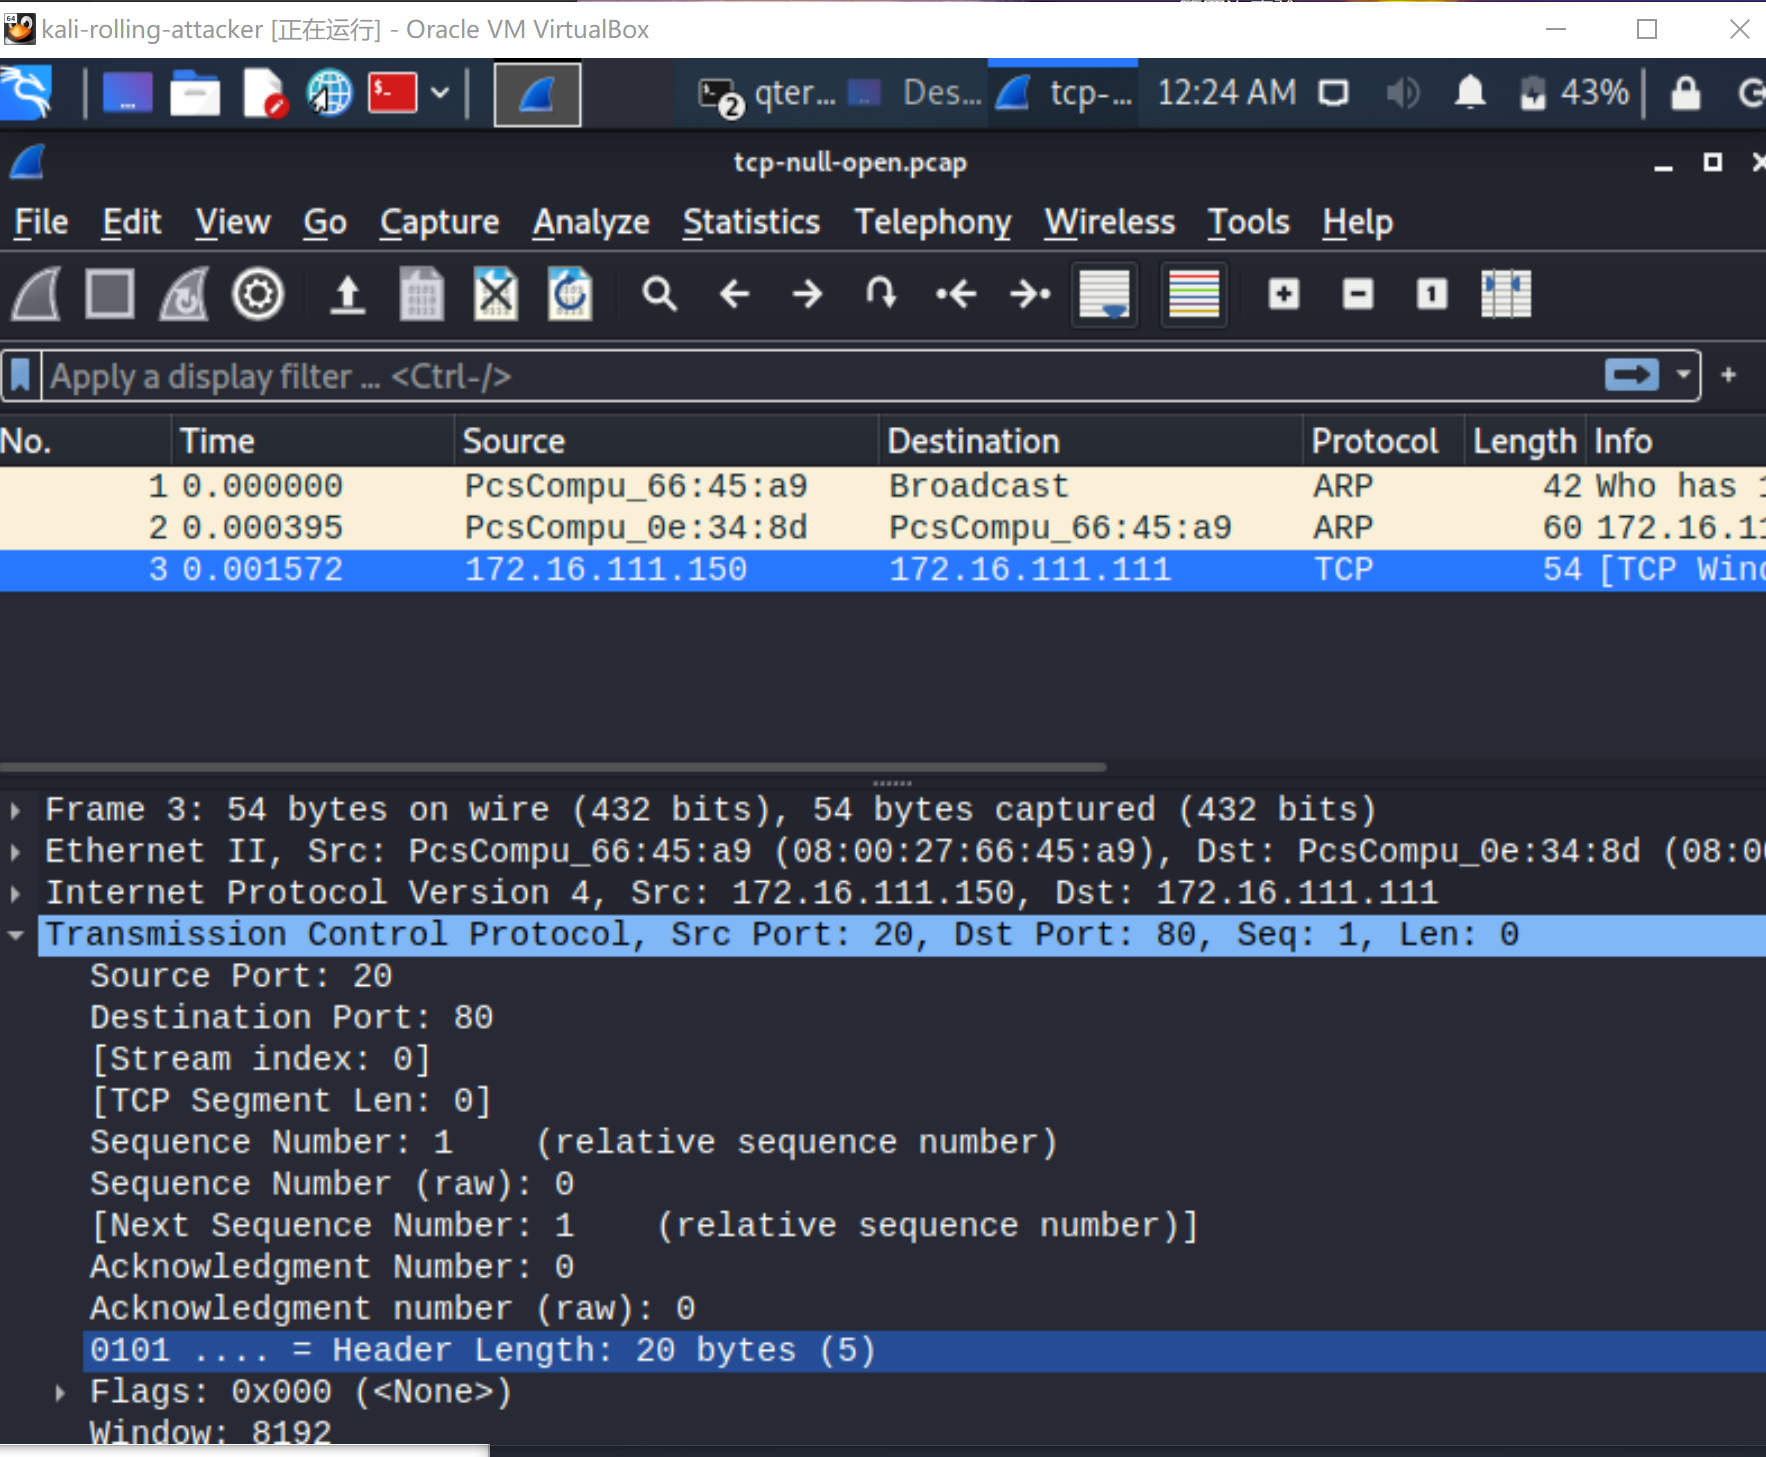 kali-rolling-attacker [正在运行] - Oracle VM VirtualBox
2 qter... Des... tcp-... 12:24 AM 43%
tcp-null-open.pcap
File Edit View Go Capture Analyze Statistics Telephony Wireless Tools Help
Apply a display filter ... <Ctrl-/>
No. Time Source Destination Protocol Length Info
1 0.000000 PcsCompu_66:45:a9 Broadcast ARP 42 Who has
2 0.000395 PcsCompu_0e:34:8d PcsCompu_66:45:a9 ARP 60 172.16.11
3 0.001572 172.16.111.150 172.16.111.111 TCP 54 [TCP Wind
Frame 3: 54 bytes on wire (432 bits), 54 bytes captured (432 bits)
Ethernet II, Src: PcsCompu_66:45:a9 (08:00:27:66:45:a9), Dst: PcsCompu_0e:34:8d (08:00
Internet Protocol Version 4, Src: 172.16.111.150, Dst: 172.16.111.111
Transmission Control Protocol, Src Port: 20, Dst Port: 80, Seq: 1, Len: 0
Source Port: 20
Destination Port: 80
[Stream index: 0]
[TCP Segment Len: 0]
Sequence Number: 1 (relative sequence number)
Sequence Number (raw): 0
[Next Sequence Number: 1 (relative sequence number)]
Acknowledgment Number: 0
Acknowledgment number (raw): 0
0101 .... = Header Length: 20 bytes (5)
Flags: 0x000 (<None>)
Window: 8192